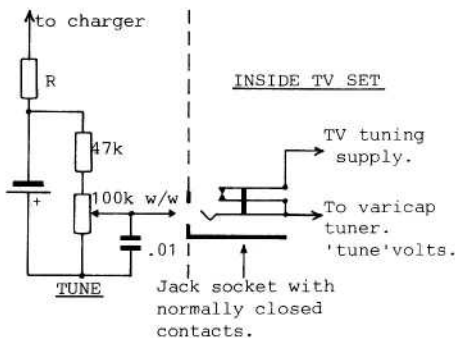 to charger
R
INSIDE TV SET
47k
TV tuning
supply.
100k w/w
To varicap
tuner.
'tune'volts.
+
.01
TUNE
Jack socket with
normally closed
contacts.